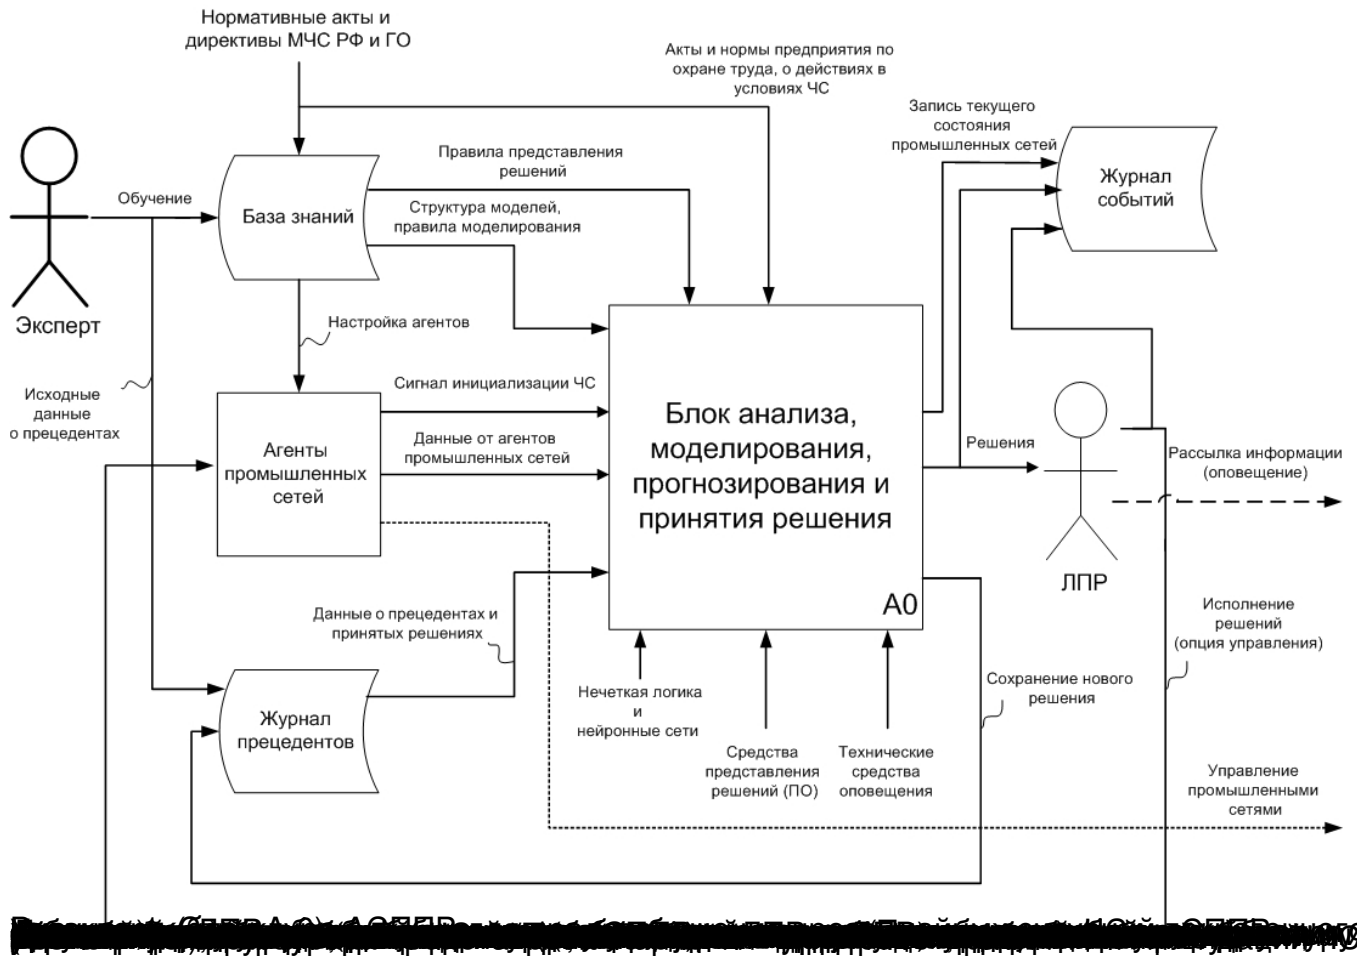 Нормативные акты и
директивы МЧС РФ и ГО
Акты и нормы предприятия по
охране труда, о действиях в
условиях ЧС
Запись текущего
состояния
промышленных сетей
Журнал
событий
Правила представления
решений
Обучение
База знаний
Структура моделей,
правила моделирования
Эксперт
Настройка агентов
Исходные
данные
о прецедентах
Сигнал инициализации ЧС
Агенты
промышленных
сетей
Данные от агентов
промышленных сетей
Блок анализа,
моделирования,
прогнозирования и
принятия решения
А0
Решения
ЛПР
Рассылка информации
(оповещение)
Данные о прецедентах и
принятых решениях
Исполнение
решений
(опция управления)
Журнал
прецедентов
Нечеткая логика
и
нейронные сети
Средства
представления
решений (ПО)
Технические
средства
оповещения
Сохранение нового
решения
Управление
промышленными
сетями